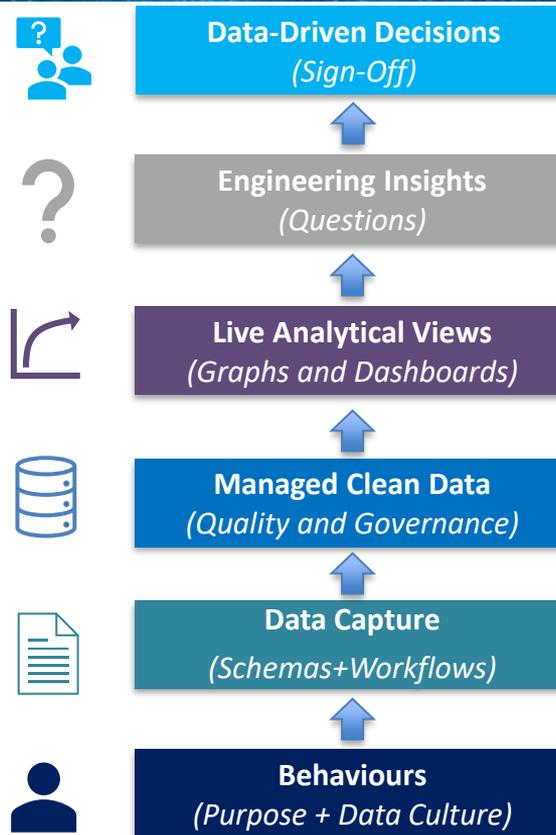 ?
Data-Driven Decisions
(Sign-Off)
?
Engineering Insights
(Questions)
Live Analytical Views
(Graphs and Dashboards)
Managed Clean Data
(Quality and Governance)
Data Capture
(Schemas+Workflows)
Behaviours
(Purpose + Data Culture)